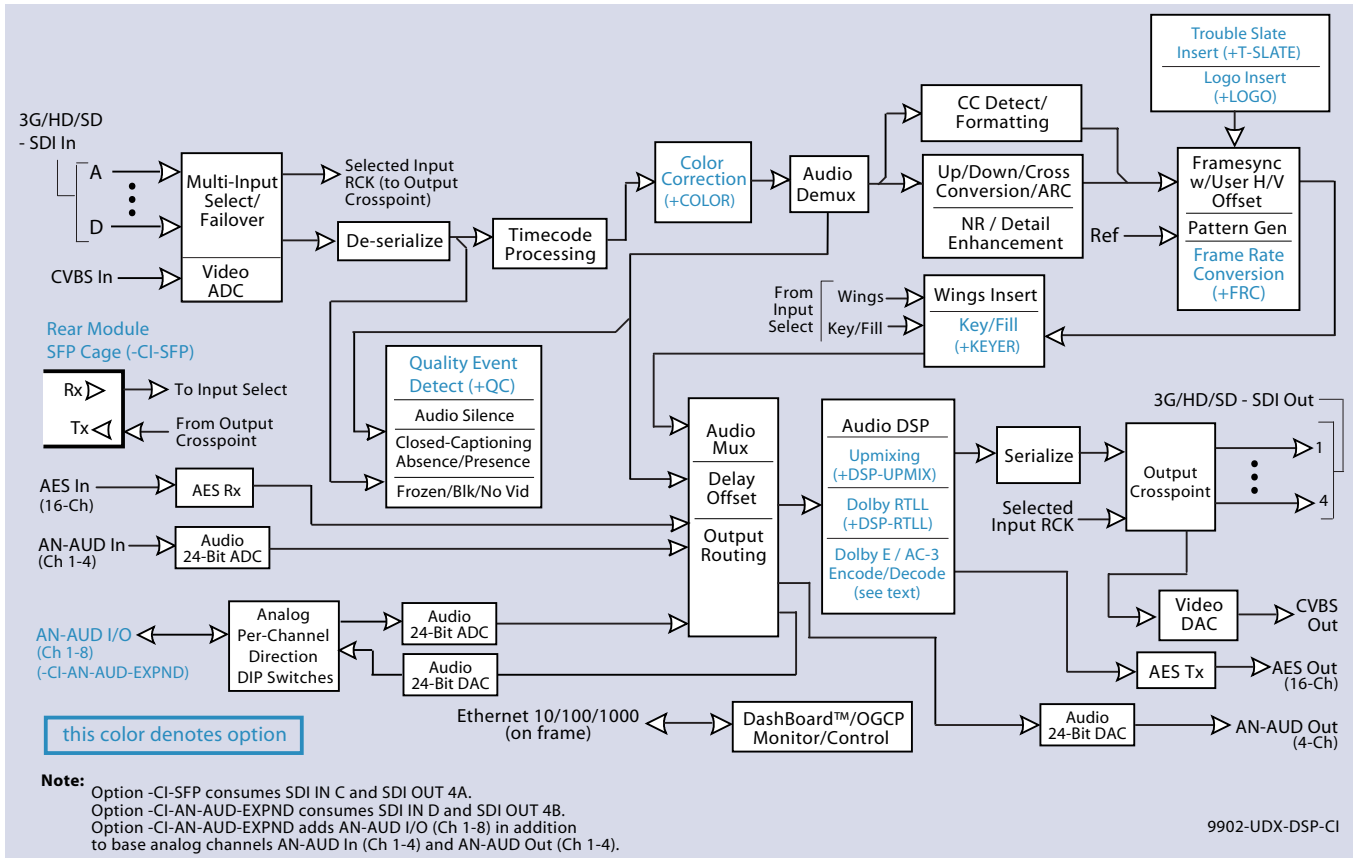 Trouble Slate
Insert (+T-SLATE)
Logo Insert
(+LOGO)
3G/HD/SD
- SDI In
A
D
CVBS In
Multi-Input
Select/
Failover
Video
ADC
Selected Input
RCK (to Output
Crosspoint)
De-serialize
Timecode
Processing
Color
Correction
(+COLOR)
Audio
Demux
CC Detect/
Formatting
Up/Down/Cross
Conversion/ARC
NR / Detail
Enhancement
Ref
Framesync
w/User H/V
Offset
Pattern Gen
Frame Rate
Conversion
(+FRC)
From
Input
Select
Wings
Key/Fill
Wings Insert
Key/Fill
(+KEYER)
Rear Module
SFP Cage (-CI-SFP)
Rx
Tx
To Input Select
From Output
Crosspoint
Quality Event
Detect (+QC)
Audio Silence
Closed-Captioning
Absence/Presence
Frozen/Blk/No Vid
AES In
(16-Ch)
AES Rx
AN-AUD In
(Ch 1-4)
Audio
24-Bit ADC
Audio
Mux
Delay
Offset
Output
Routing
Audio DSP
Upmixing
(+DSP-UPMIX)
Dolby RTLL
(+DSP-RTLL)
Dolby E / AC-3
Encode/Decode
(see text)
Serialize
Selected
Input RCK
Output
Crosspoint
3G/HD/SD - SDI Out
1
4
AN-AUD I/O
(Ch 1-8)
(-CI-AN-AUD-EXPND)
Analog
Per-Channel
Direction
DIP Switches
Audio
24-Bit ADC
Audio
24-Bit DAC
Video
DAC
CVBS
Out
AES Tx
AES Out
(16-Ch)
Audio
24-Bit DAC
AN-AUD Out
(4-Ch)
Ethernet 10/100/1000
(on frame)
DashBoard™/OGCP
Monitor/Control
this color denotes option
Note:
Option -CI-SFP consumes SDI IN C and SDI OUT 4A.
Option -CI-AN-AUD-EXPND consumes SDI IN D and SDI OUT 4B.
Option -CI-AN-AUD-EXPND adds AN-AUD I/O (Ch 1-8) in addition
to base analog channels AN-AUD In (Ch 1-4) and AN-AUD Out (Ch 1-4).
9902-UDX-DSP-CI